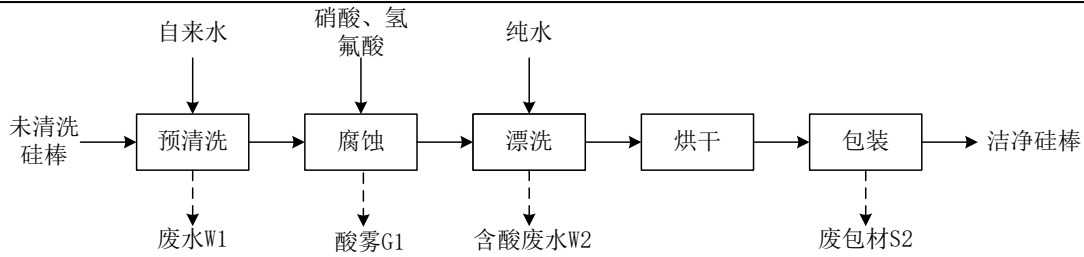 自来水
硝酸、氢
氟酸
纯水
未清洗
硅棒
预清洗
腐蚀
漂洗
烘干
包装
洁净硅棒
废水W1
酸雾G1
含酸废水W2
废包材S2